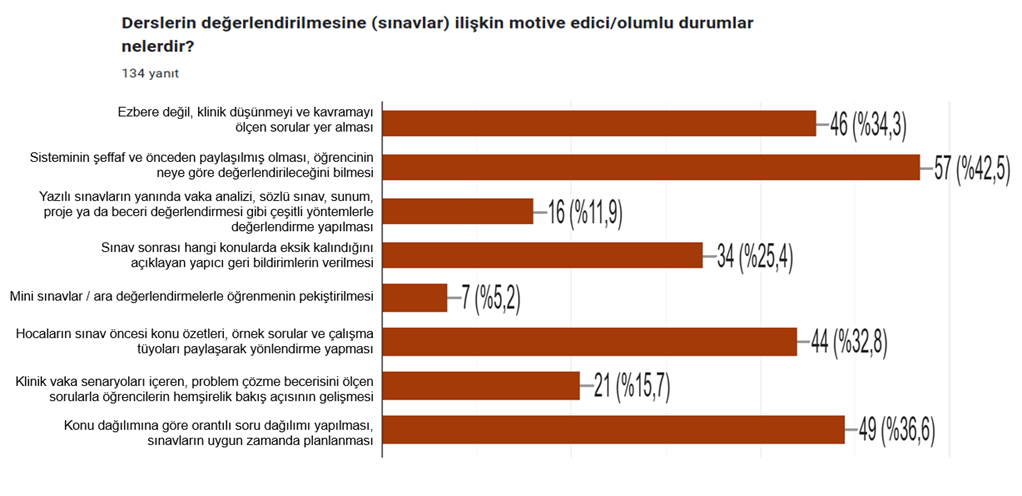 Derslerin değerlendirilmesine (sınavlar) ilişkin motive edici/olumlu durumlar
nelerdir?
134 yanıt
Ezbere değil, klinik düşünmeyi ve kavramayı
ölçen sorular yer alması
46 (%34,3)
Sisteminin şeffaf ve önceden paylaşılmış olması, öğrencinin
neye göre değerlendirileceğini bilmesi
57 (%42,5)
Yazılı sınavların yanında vaka analizi, sözlü sınav, sunum,
proje ya da beceri değerlendirmesi gibi çeşitli yöntemlerle
değerlendirme yapılması
16 (%11,9)
Sınav sonrası hangi konularda eksik kalındığını
açıklayan yapıcı geri bildirimlerin verilmesi
34 (%25,4)
Mini sınavlar / ara değerlendirmelerle öğrenmenin pekiştirilmesi
7 (%5,2)
Hocaların sınav öncesi konu özetleri, örnek sorular ve çalışma
tüyoları paylaşarak yönlendirme yapması
44 (%32,8)
Klinik vaka senaryoları içeren, problem çözme becerisini ölçen
sorularla öğrencilerin hemşirelik bakış açısının gelişmesi
21 (%15,7)
Konu dağılımına göre orantılı soru dağılımı yapılması,
sınavların uygun zamanda planlanması
49 (%36,6)